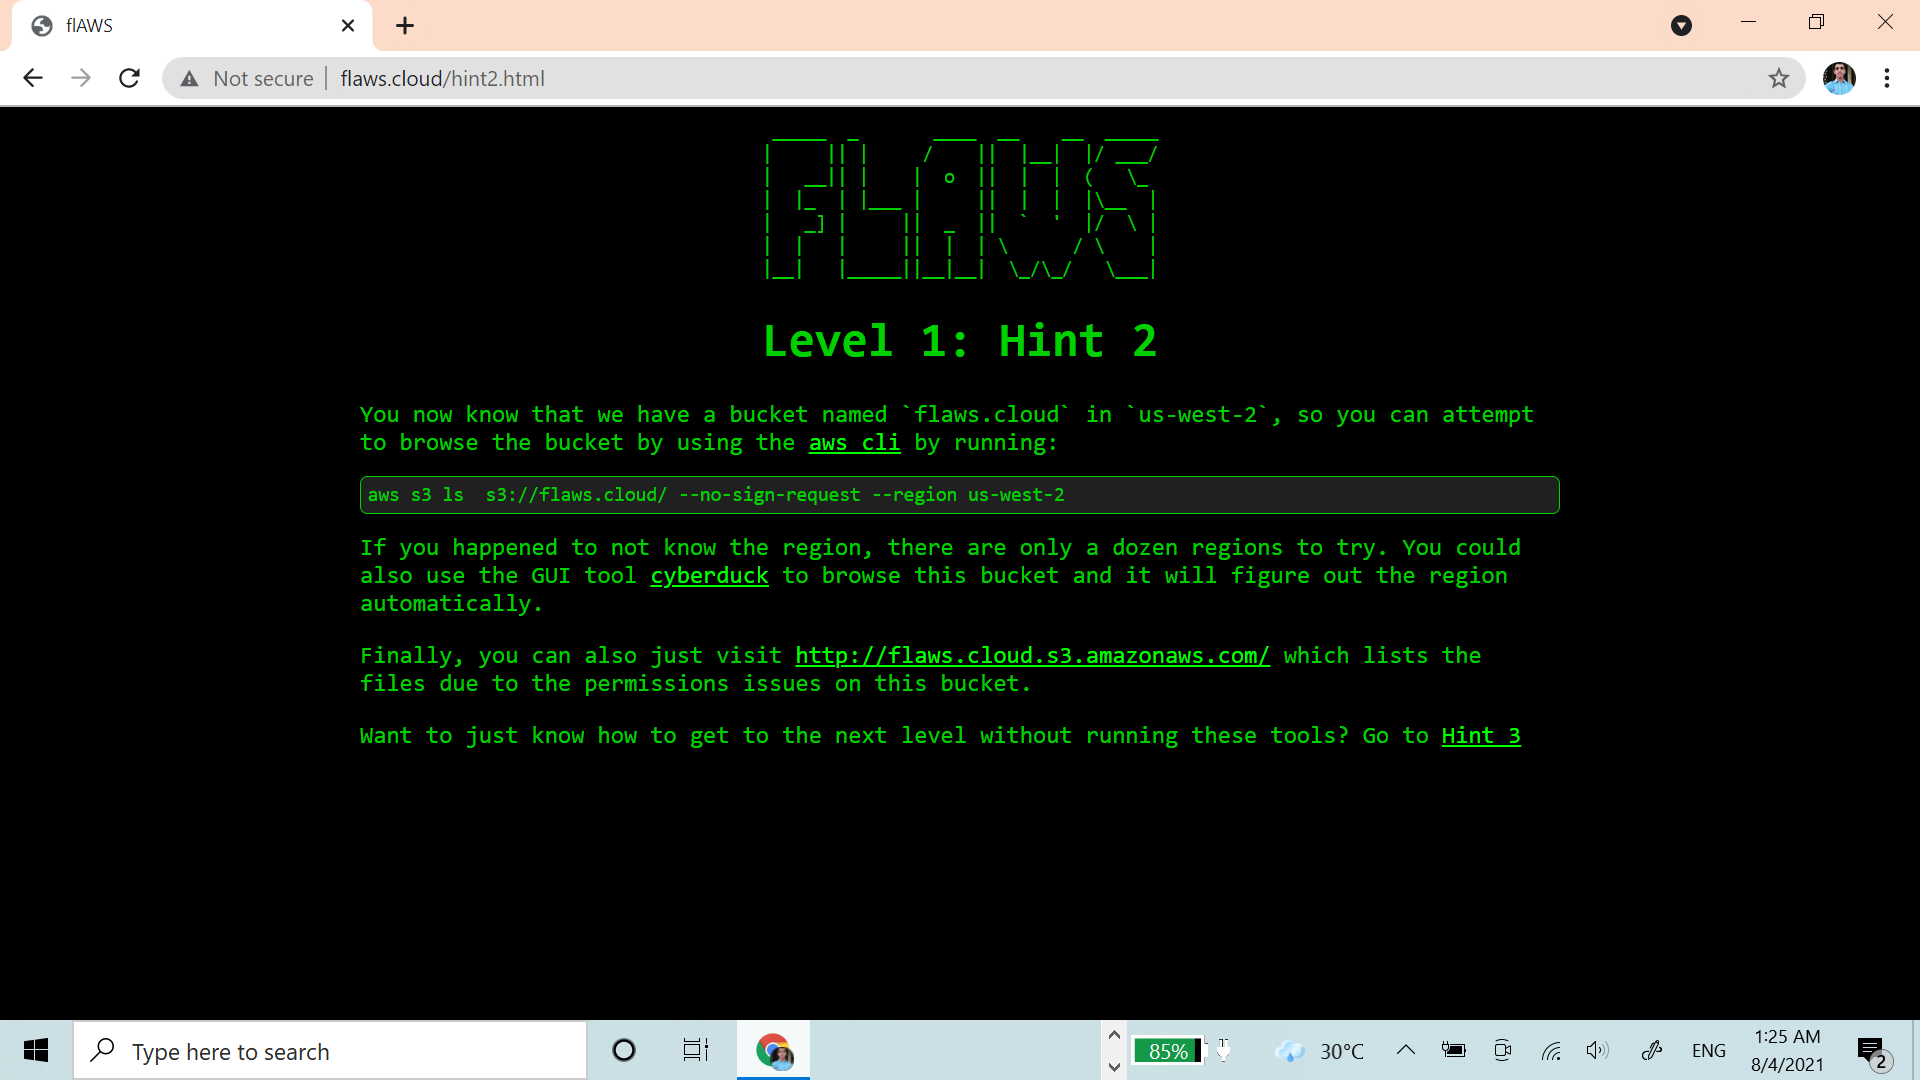 flAWS
Not secure
flaws.cloud/hint2.html
FLAWS
Level 1: Hint 2
You now know that we have a bucket named `flaws.cloud` in `us-west-2`, so you can attempt
to browse the bucket by using the aws cli by running:
aws s3 ls  s3://flaws.cloud/ --no-sign-request --region us-west-2
If you happened to not know the region, there are only a dozen regions to try. You could
also use the GUI tool cyberduck to browse this bucket and it will figure out the region
automatically.
Finally, you can also just visit http://flaws.cloud.s3.amazonaws.com/ which lists the
files due to the permissions issues on this bucket.
Want to just know how to get to the next level without running these tools? Go to Hint 3
Type here to search
85%
30°C
ENG
1:25 AM
8/4/2021
2